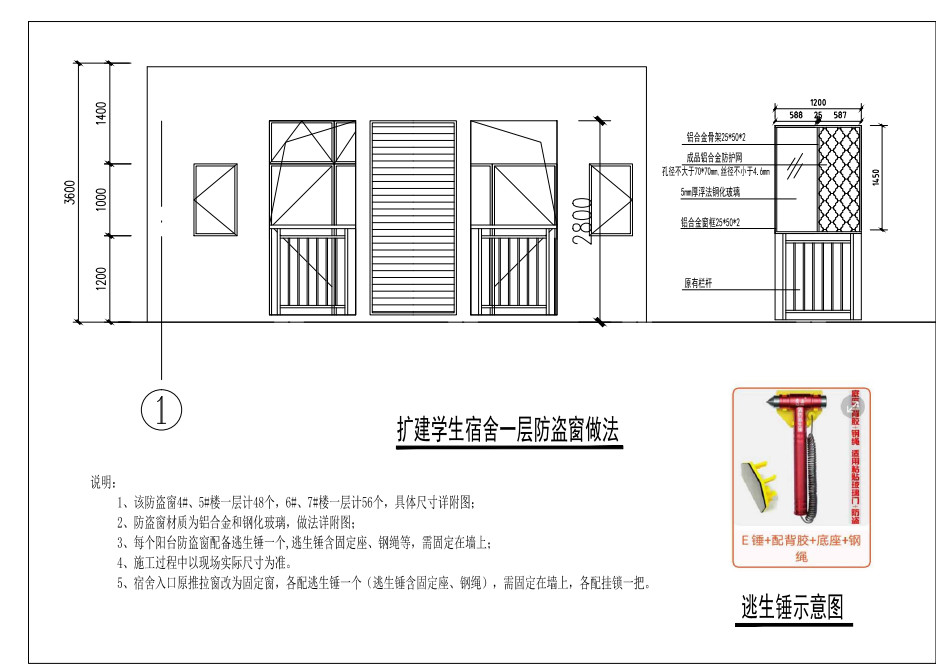 1400
1000
1200
3600
2800
1200
588 25 587
1450
铝合金骨架25*50*2
成品铝合金防护网
孔径不大于70*70mm,丝径不小于4.6mm
5mm厚浮法钢化玻璃
铝合金窗框25*50*2
原有栏杆
1
扩建学生宿舍一层防盗窗做法
说明：
1、该防盗窗4#、5#楼一层计48个，6#、7#楼一层计56个，具体尺寸详附图；
2、防盗窗材质为铝合金和钢化玻璃，做法详附图；
3、每个阳台防盗窗配备逃生锤一个,逃生锤含固定座、钢绳等，需固定在墙上；
4、施工过程中以现场实际尺寸为准。
5、宿舍入口原推拉窗改为固定窗，各配逃生锤一个（逃生锤含固定座、钢绳），需固定在墙上，各配挂锁一把。
E锤+配背胶+底座+钢
绳
逃生锤示意图